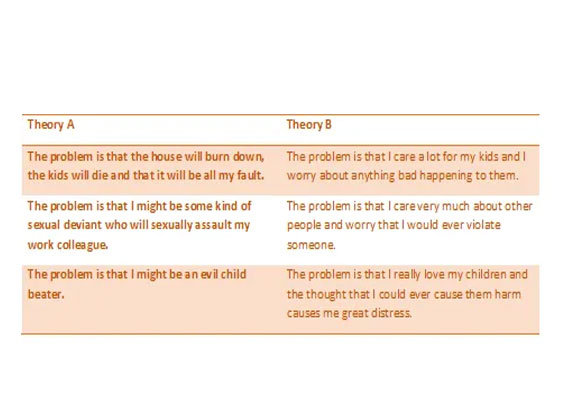 Theory A
Theory B
The problem is that the house will burn down,
the kids will die and that it will be all my fault.
The problem is that I care a lot for my kids and I
worry about anything bad happening to them.
The problem is that I might be some kind of
sexual deviant who will sexually assault my
work colleague.
The problem is that I care very much about other
people and worry that I would ever violate
someone.
The problem is that I might be an evil child
beater.
The problem is that I really love my children and
the thought that I could ever cause them harm
causes me great distress.